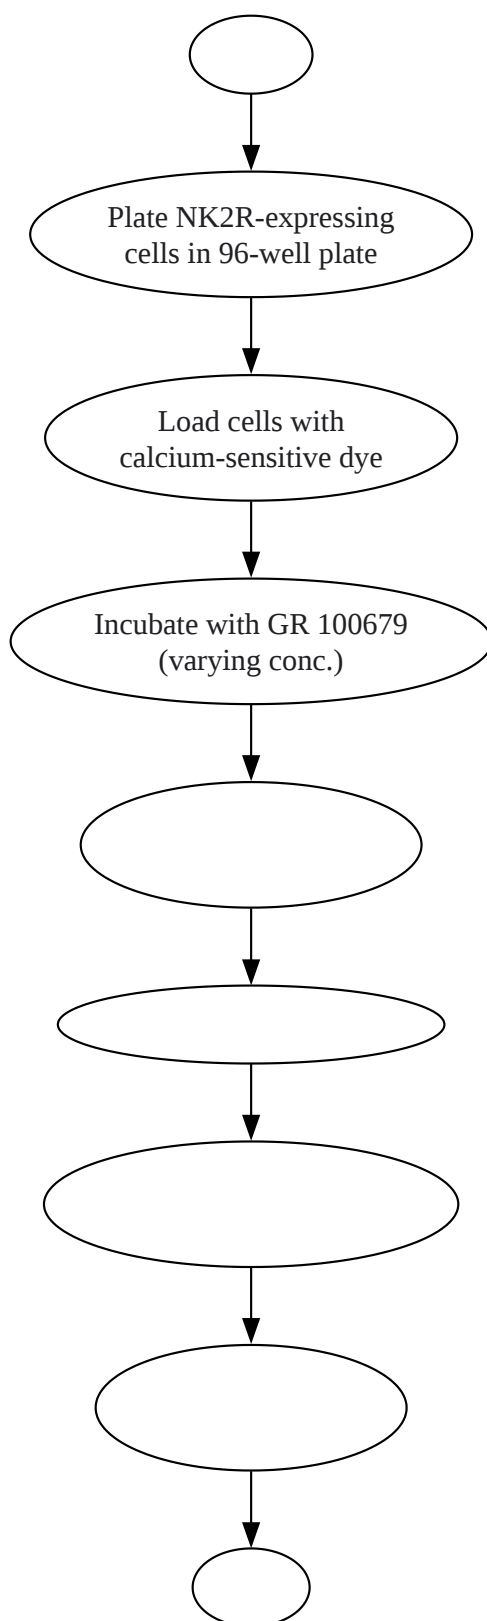 Plate NK2R-expressing
cells in 96-well plate
Load cells with
calcium-sensitive dye
Incubate with GR 100679
(varying conc.)